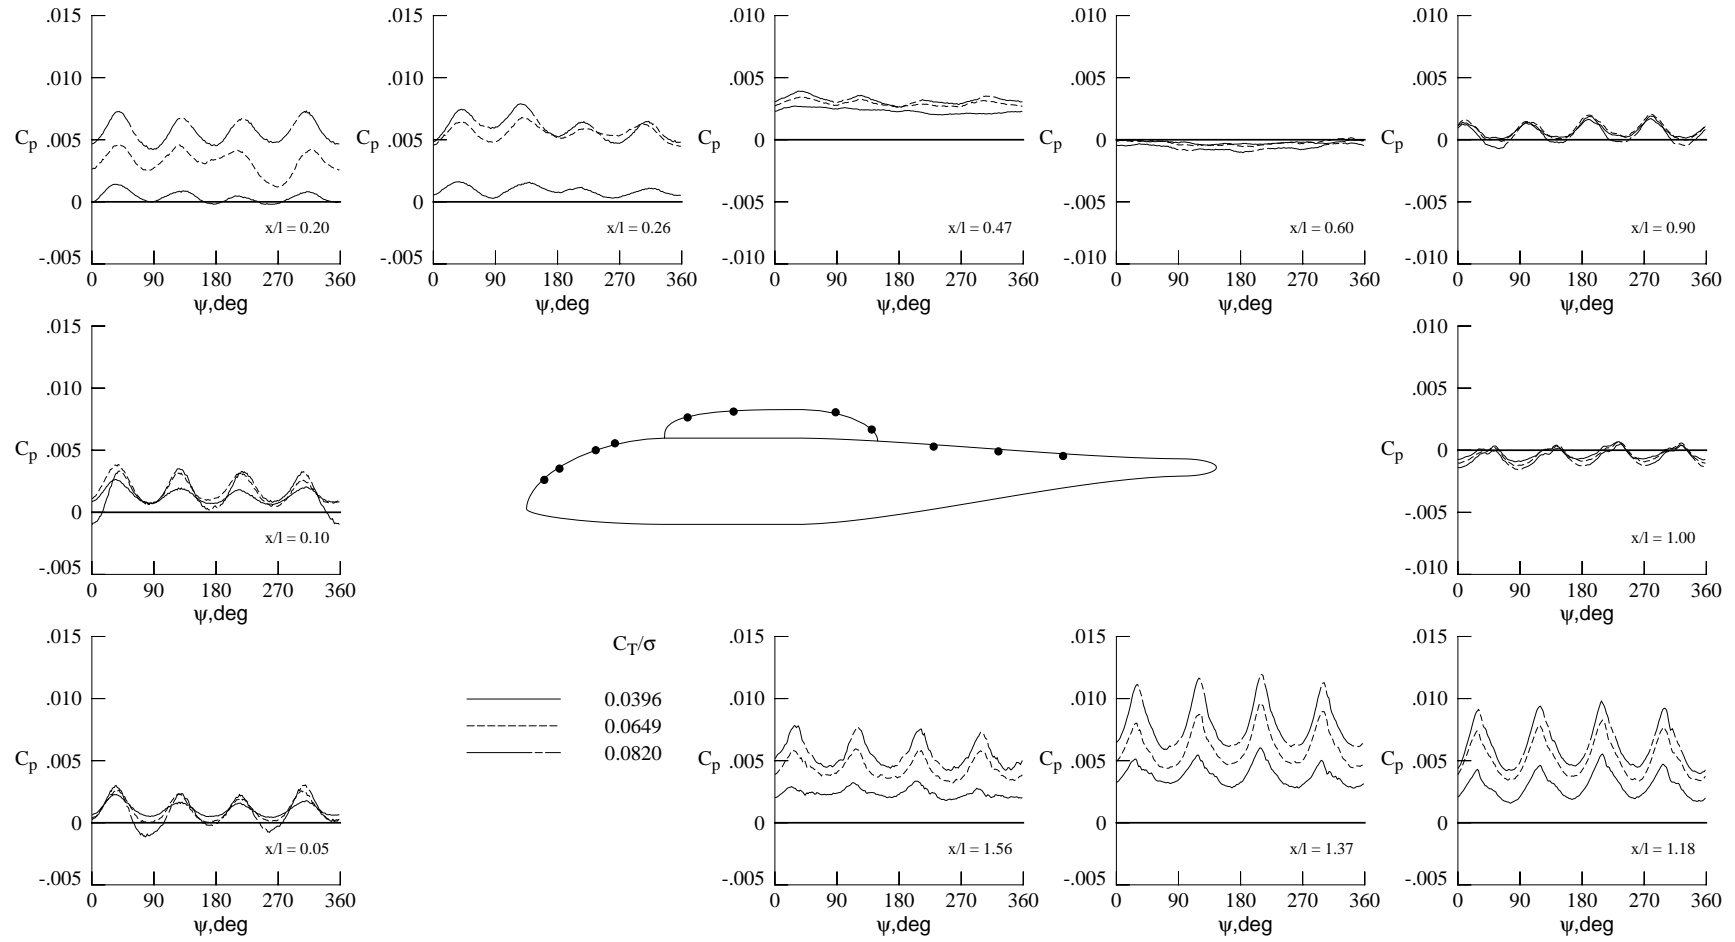 .015
.010
C_p .005
0
-.005
x/l = 0.20
0 90 180 270 360
ψ,deg
.015
.010
C_p .005
0
-.005
x/l = 0.26
0 90 180 270 360
ψ,deg
.010
.005
C_p 0
-.005
-.010
x/l = 0.47
0 90 180 270 360
ψ,deg
.010
.005
C_p 0
-.005
-.010
x/l = 0.60
0 90 180 270 360
ψ,deg
.010
.005
C_p 0
-.005
-.010
x/l = 0.90
0 90 180 270 360
ψ,deg
.015
.010
C_p .005
0
-.005
x/l = 0.10
0 90 180 270 360
ψ,deg
.010
.005
C_p 0
-.005
-.010
x/l = 1.00
0 90 180 270 360
ψ,deg
.015
.010
C_p .005
0
-.005
x/l = 0.05
0 90 180 270 360
ψ,deg
C_T/σ
0.0396
0.0649
0.0820
.015
.010
C_p .005
0
-.005
x/l = 1.56
0 90 180 270 360
ψ,deg
.015
.010
C_p .005
0
-.005
x/l = 1.37
0 90 180 270 360
ψ,deg
.015
.010
C_p .005
0
-.005
x/l = 1.18
0 90 180 270 360
ψ,deg